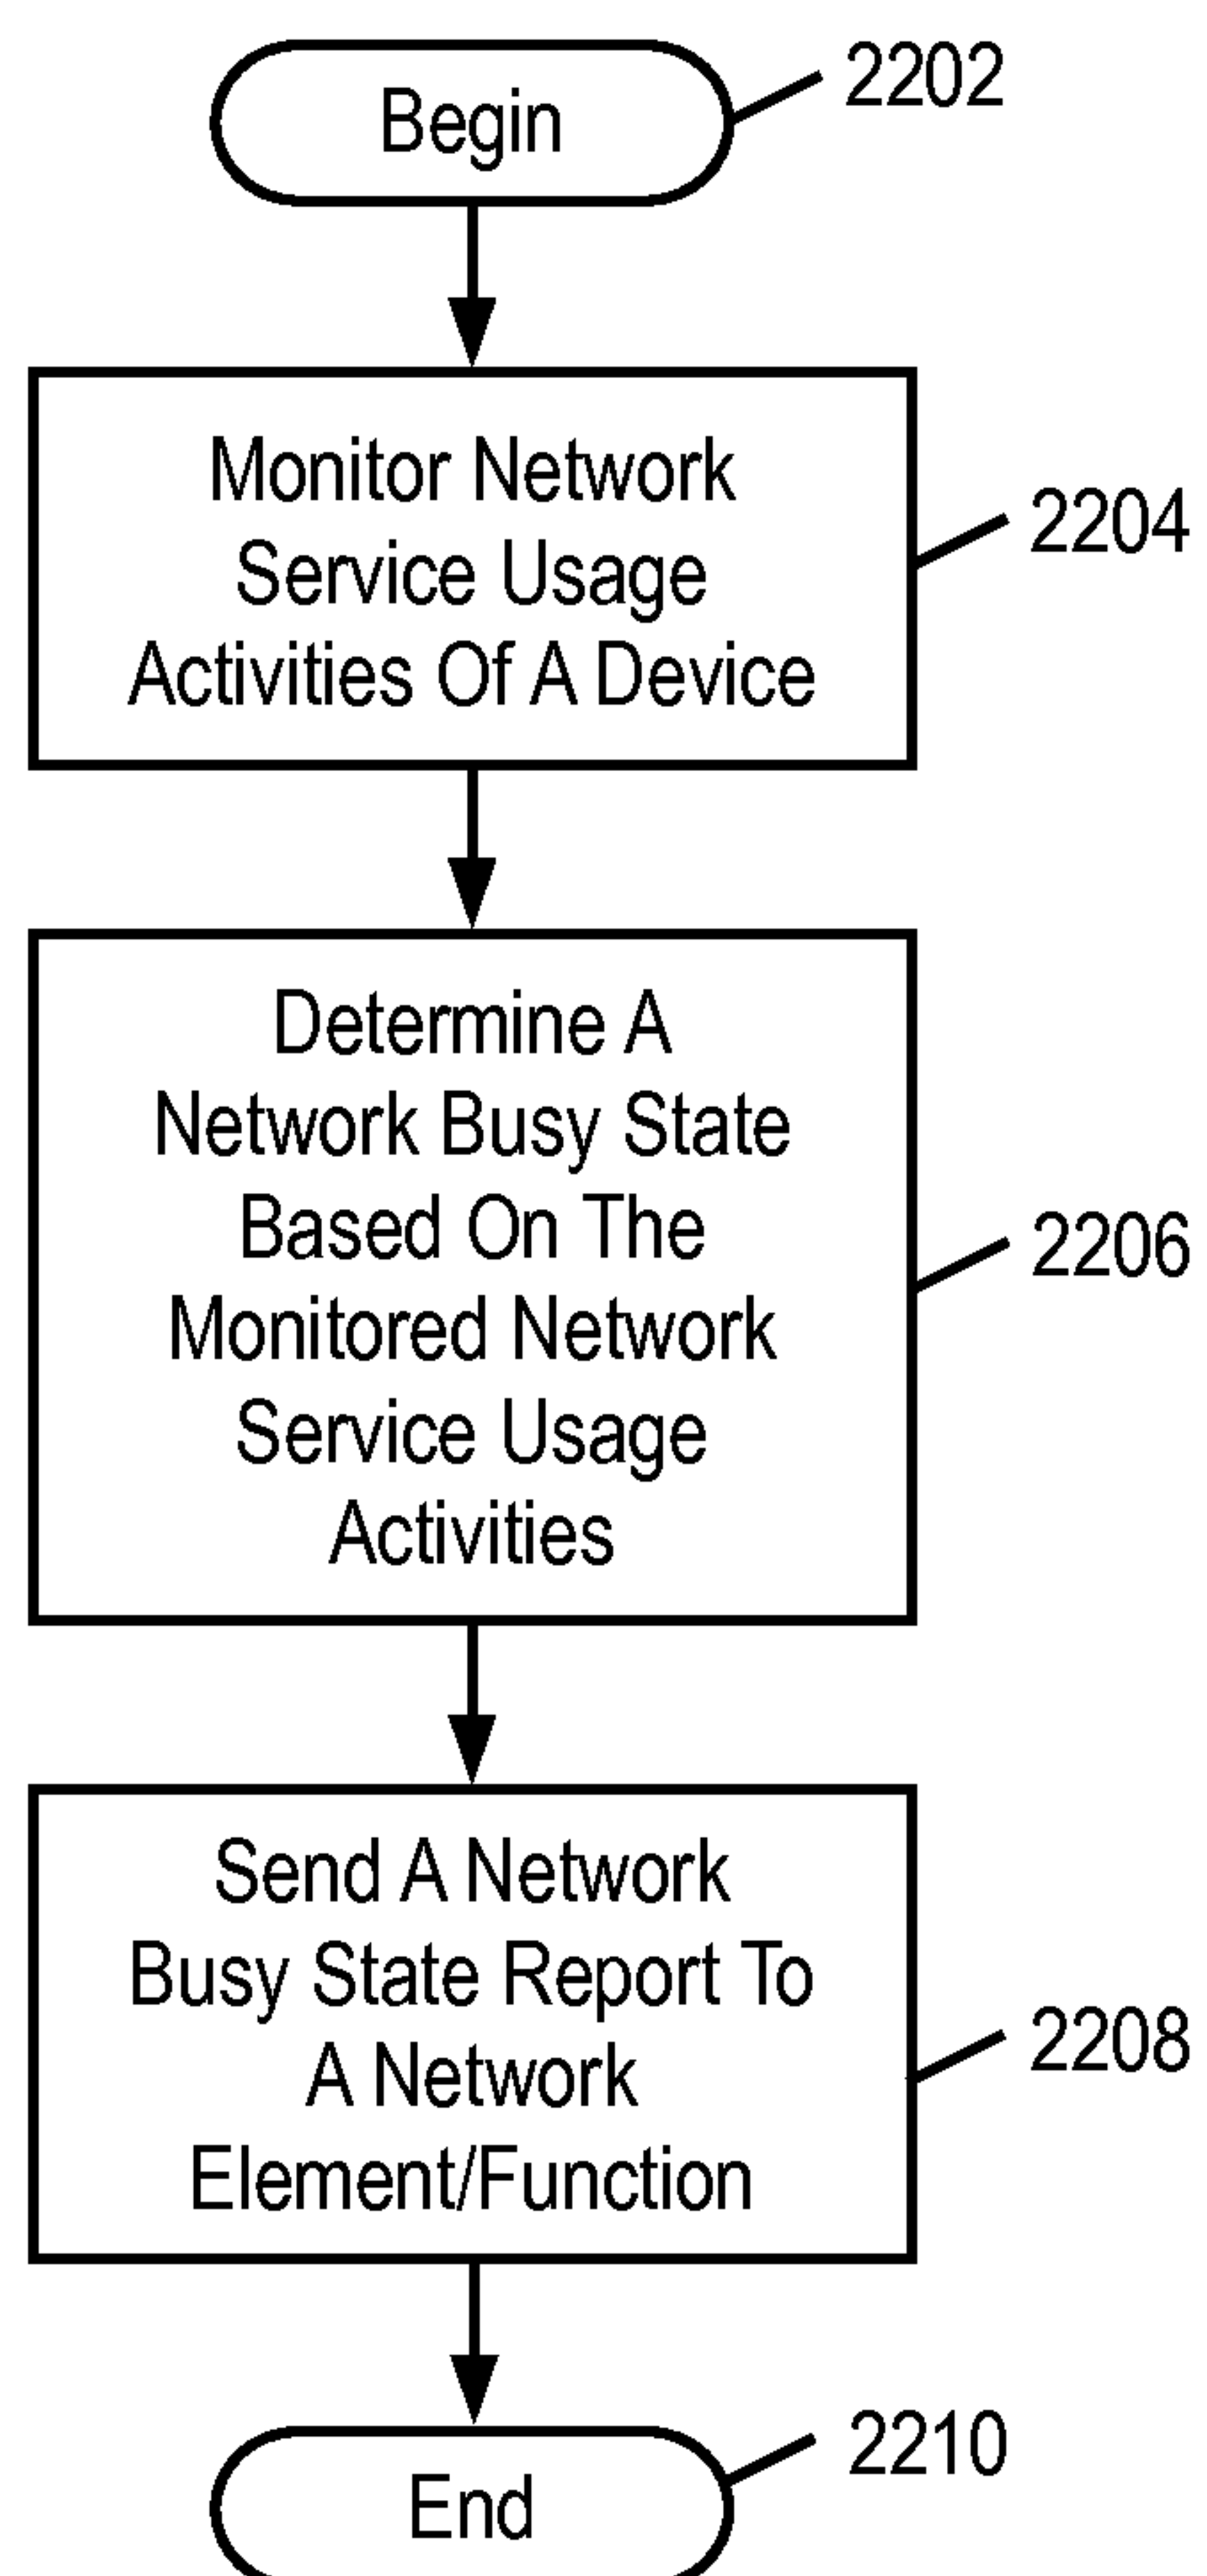 Begin
2202
Monitor Network
Service Usage
Activities Of A Device
2204
Determine A
Network Busy State
Based On The
Monitored Network
Service Usage
Activities
2206
Send A Network
Busy State Report To
A Network
Element/Function
2208
End
2210